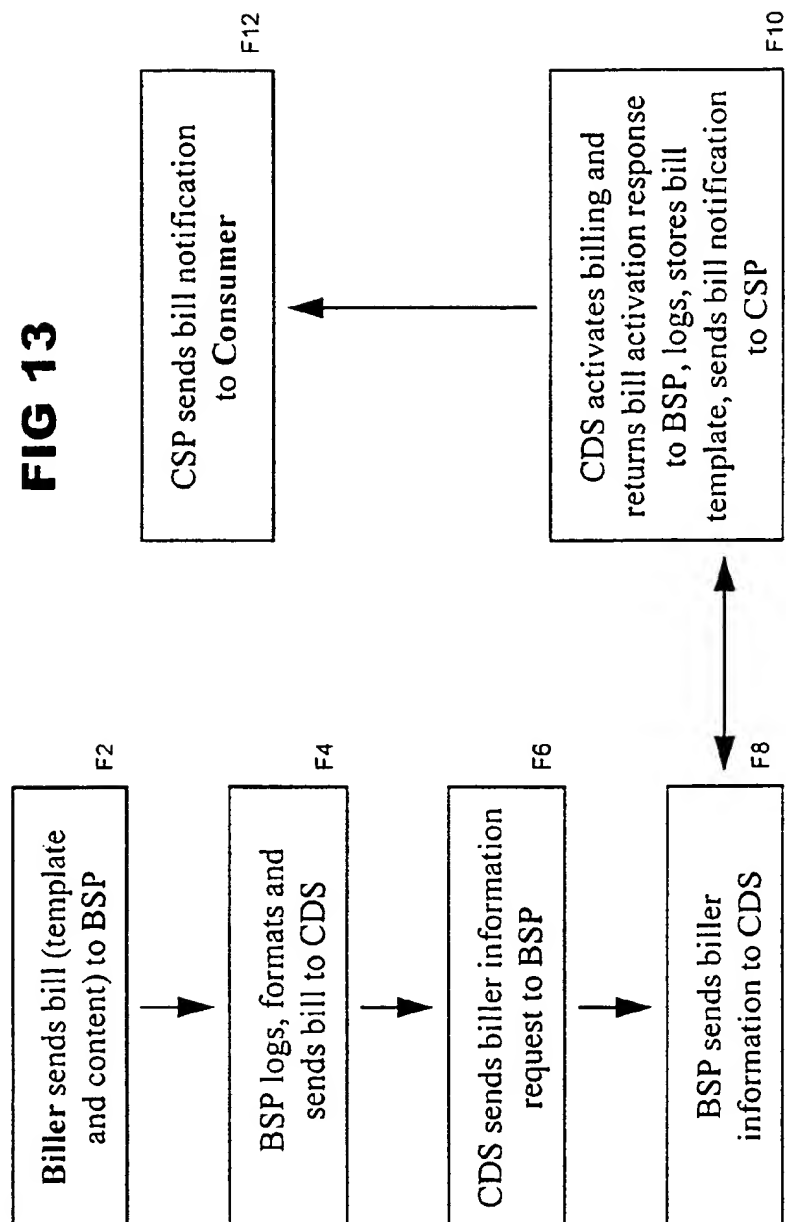 FIG 13
Biller sends bill (template
and content) to BSP
F2
BSP logs, formats and
sends bill to CDS
F4
CDS sends biller information
request to BSP
F6
BSP sends biller
information to CDS
F8
CDS activates billing and
returns bill activation response
to BSP, logs, stores bill
template, sends bill notification
to CSP
F10
CSP sends bill notification
to Consumer
F12